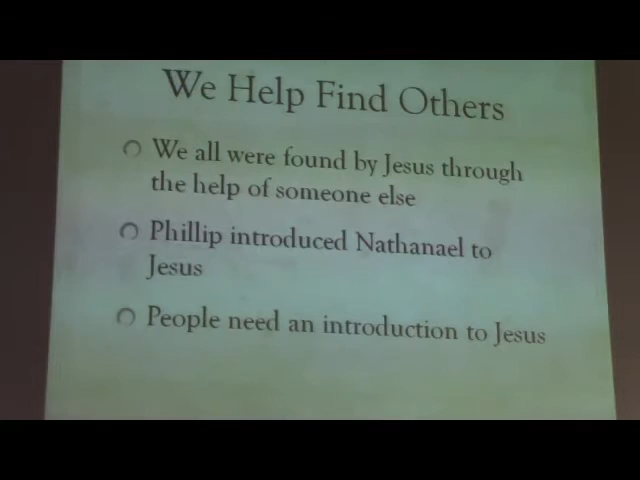 We Help Find Others
We all were found by Jesus through
the help of someone else
Phillip introduced Nathanael to
Jesus
People need an introduction to Jesus